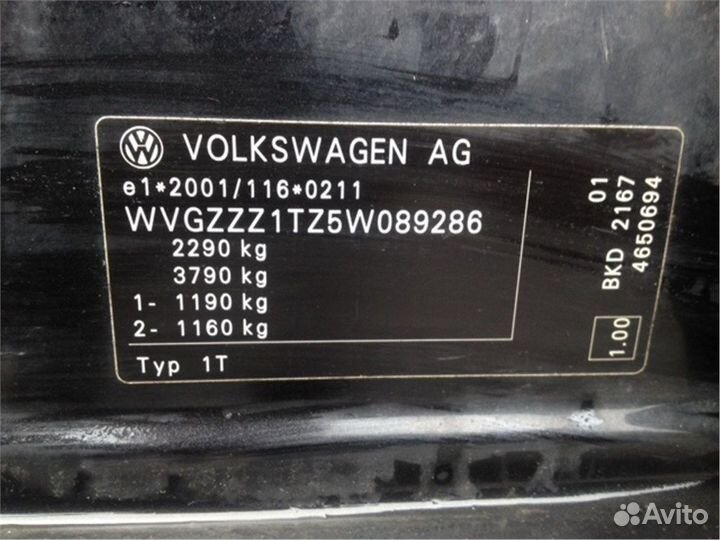 VOLKSWAGEN AG
e1*2001/116*0211
WVGZZZ1TZ5W089286
2290 kg
3790 kg
1- 1190 kg
2- 1160 kg
Typ 1T
01
BKD 2167
4650694
1.00
Avito